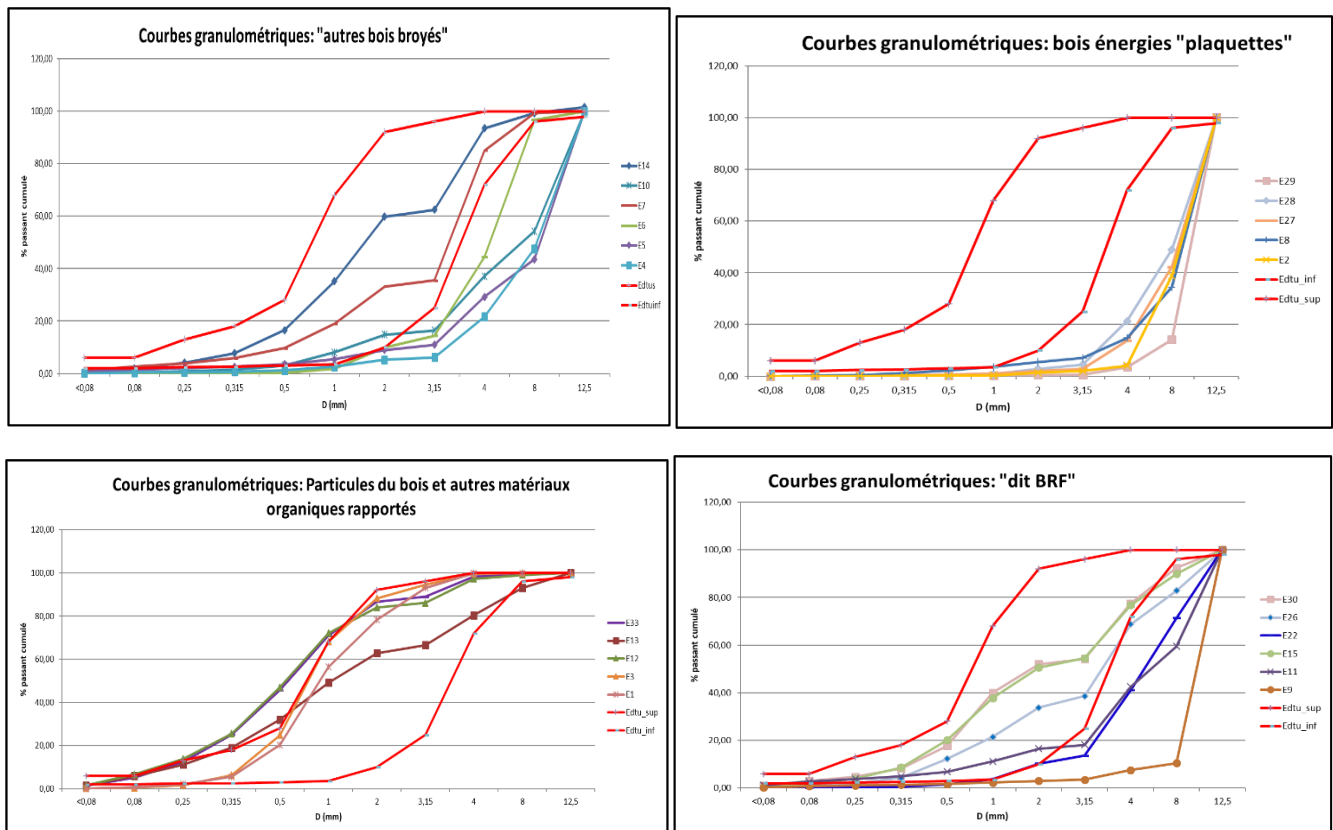 Courbes granulométriques: "autres bois broyés"
120,00
100,00
80,00
60,00
40,00
20,00
0,00
% passant cumulé
<0,08 0,08 0,25 0,315 0,5 1 2 3,15 4 8 12,5
D (mm)
E14
E10
E7
E6
E5
E4
Edtus
Edtuinf
Courbes granulométriques: bois énergies "plaquettes"
120,00
100,00
80,00
60,00
40,00
20,00
0,00
% passant cumulé
<0,08 0,08 0,25 0,315 0,5 1 2 3,15 4 8 12,5
D (mm)
E29
E28
E27
E8
E2
Edtu_inf
Edtu_sup
Courbes granulométriques: Particules du bois et autres matériaux
organiques rapportés
120,00
100,00
80,00
60,00
40,00
20,00
0,00
% passant cumulé
<0,08 0,08 0,25 0,315 0,5 1 2 3,15 4 8 12,5
D (mm)
E33
E13
E12
E3
E1
Edtu_sup
Edtu_inf
Courbes granulométriques: "dit BRF"
120,00
100,00
80,00
60,00
40,00
20,00
0,00
% passant cumulé
<0,08 0,08 0,25 0,315 0,5 1 2 3,15 4 8 12,5
D (mm)
E30
E26
E22
E15
E11
E9
Edtu_sup
Edtu_inf